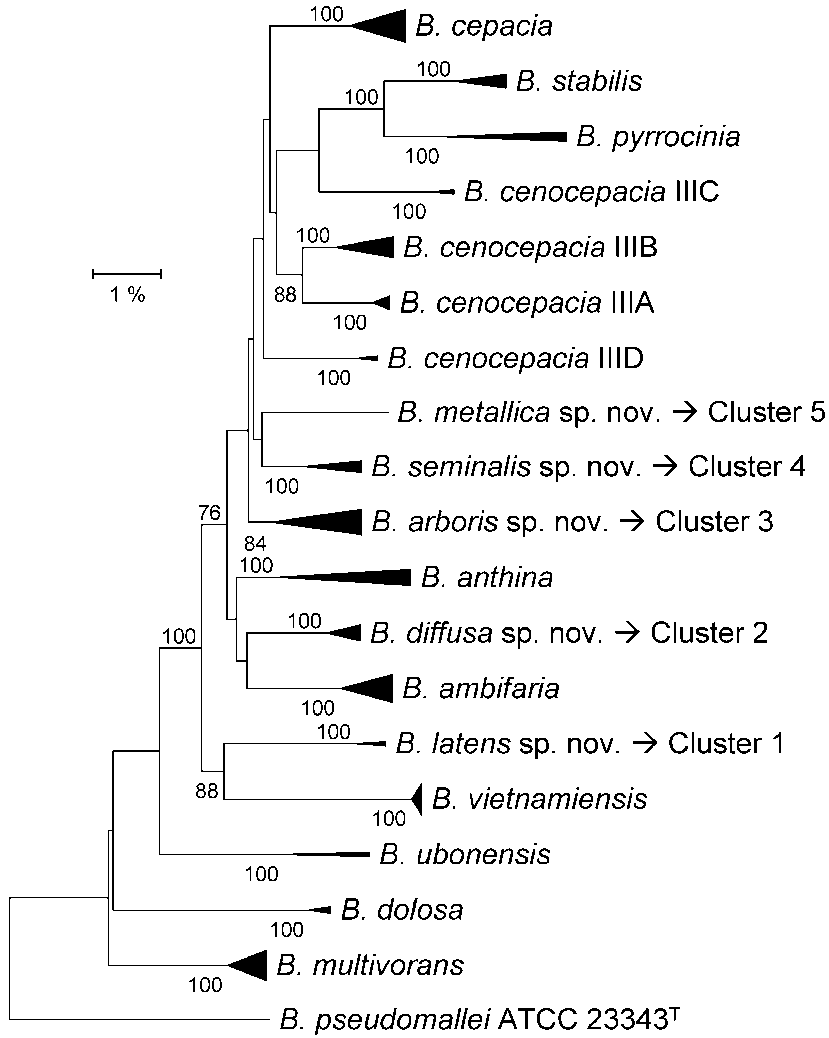 100
B. cepacia
100
B. stabilis
100
B. pyrrocinia
100
B. cenocepacia IIIC
100
100
B. cenocepacia IIIB
1 %
88
B. cenocepacia IIIA
100
B. cenocepacia IIID
100
B. metallica sp. nov. → Cluster 5
B. seminalis sp. nov. → Cluster 4
100
76
B. arboris sp. nov. → Cluster 3
84
100
B. anthina
100
B. diffusa sp. nov. → Cluster 2
100
B. ambifaria
100
100
B. latens sp. nov. → Cluster 1
88
B. vietnamiensis
100
B. ubonensis
100
B. dolosa
100
B. multivorans
100
B. pseudomallei ATCC 23343ᵀ